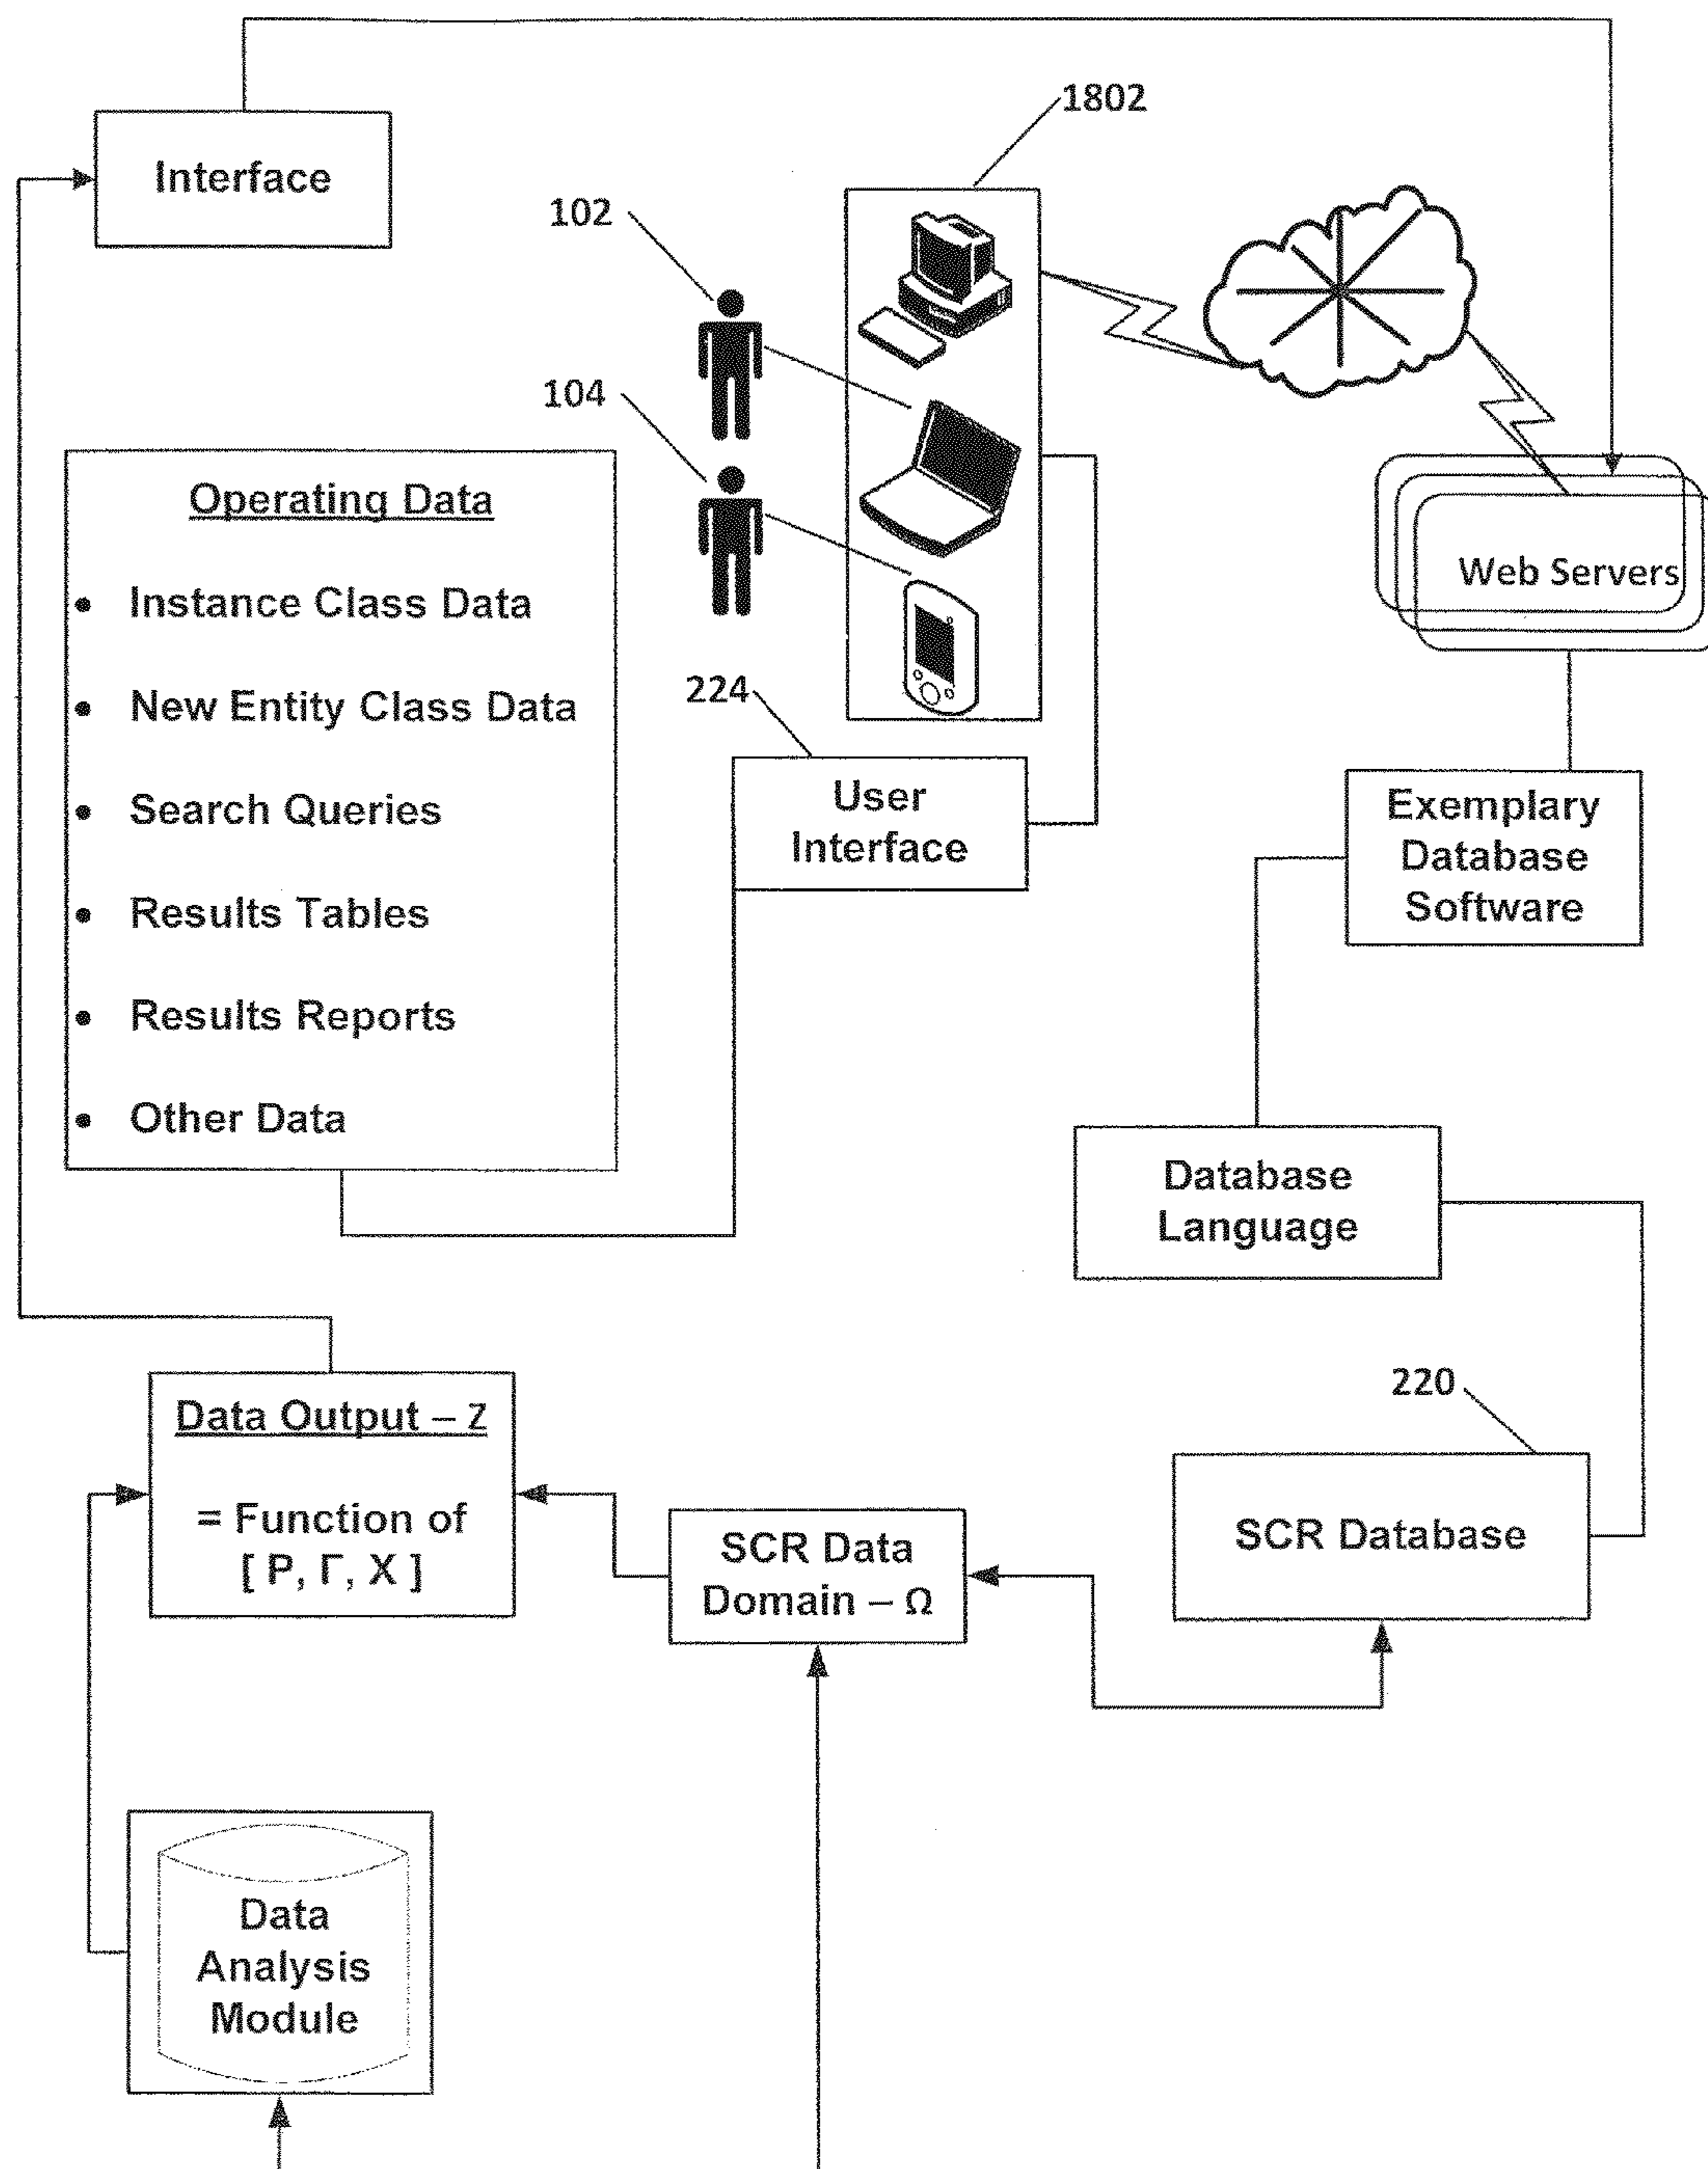 Interface
1802
102
104
Operating Data
• Instance Class Data
• New Entity Class Data
• Search Queries
• Results Tables
• Results Reports
• Other Data
224
User
Interface
Web Servers
Exemplary
Database
Software
Database
Language
220
SCR Database
Data Output – Z
= Function of
[ P, Γ, X ]
SCR Data
Domain – Ω
Data
Analysis
Module